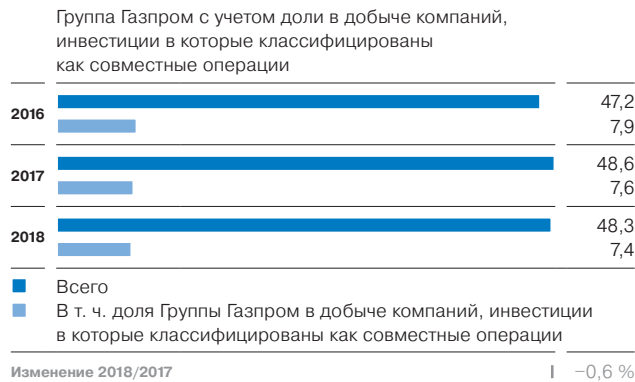 Группа Газпром с учетом доли в добыче компаний,
инвестиции в которые классифицированы
как совместные операции
2016
47,2
7,9
2017
48,6
7,6
2018
48,3
7,4
Всего
В т. ч. доля Группы Газпром в добыче компаний, инвестиции
в которые классифицированы как совместные операции
Изменение 2018/2017 −0,6 %